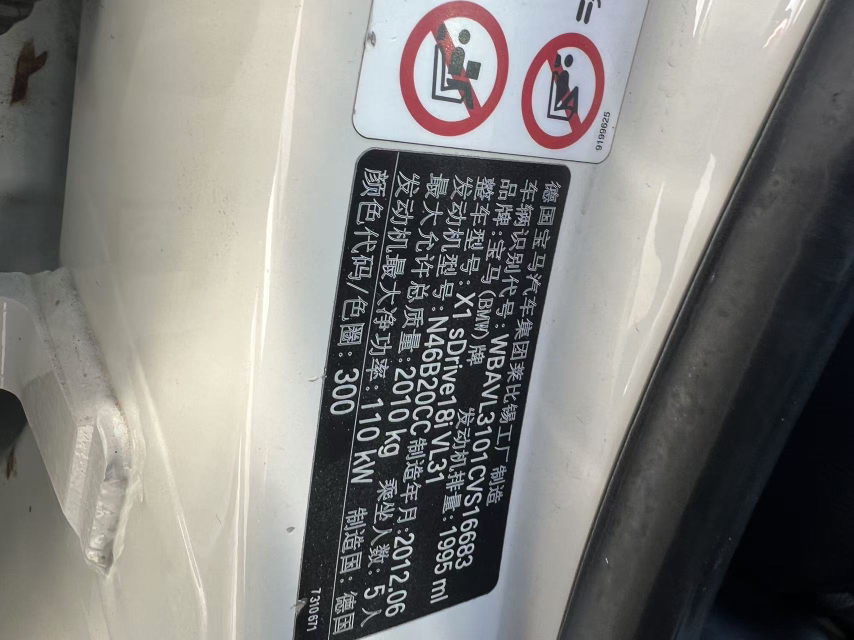 9199625
德国宝马汽车集团莱比锡工厂 制造
车辆识别代号:WBAVL3101CVS16683
品牌:宝马(BMW)牌 发动机排量:1995 ml
整车型号:X1 sDrive18i VL31
发动机型号:N46B20CC 制造年月:2012.06
最大允许总质量:2010 kg 乘坐人数:5 人
发动机最大净功率:110 kW 制造国:德国
颜色代码/色圈:300
7310671